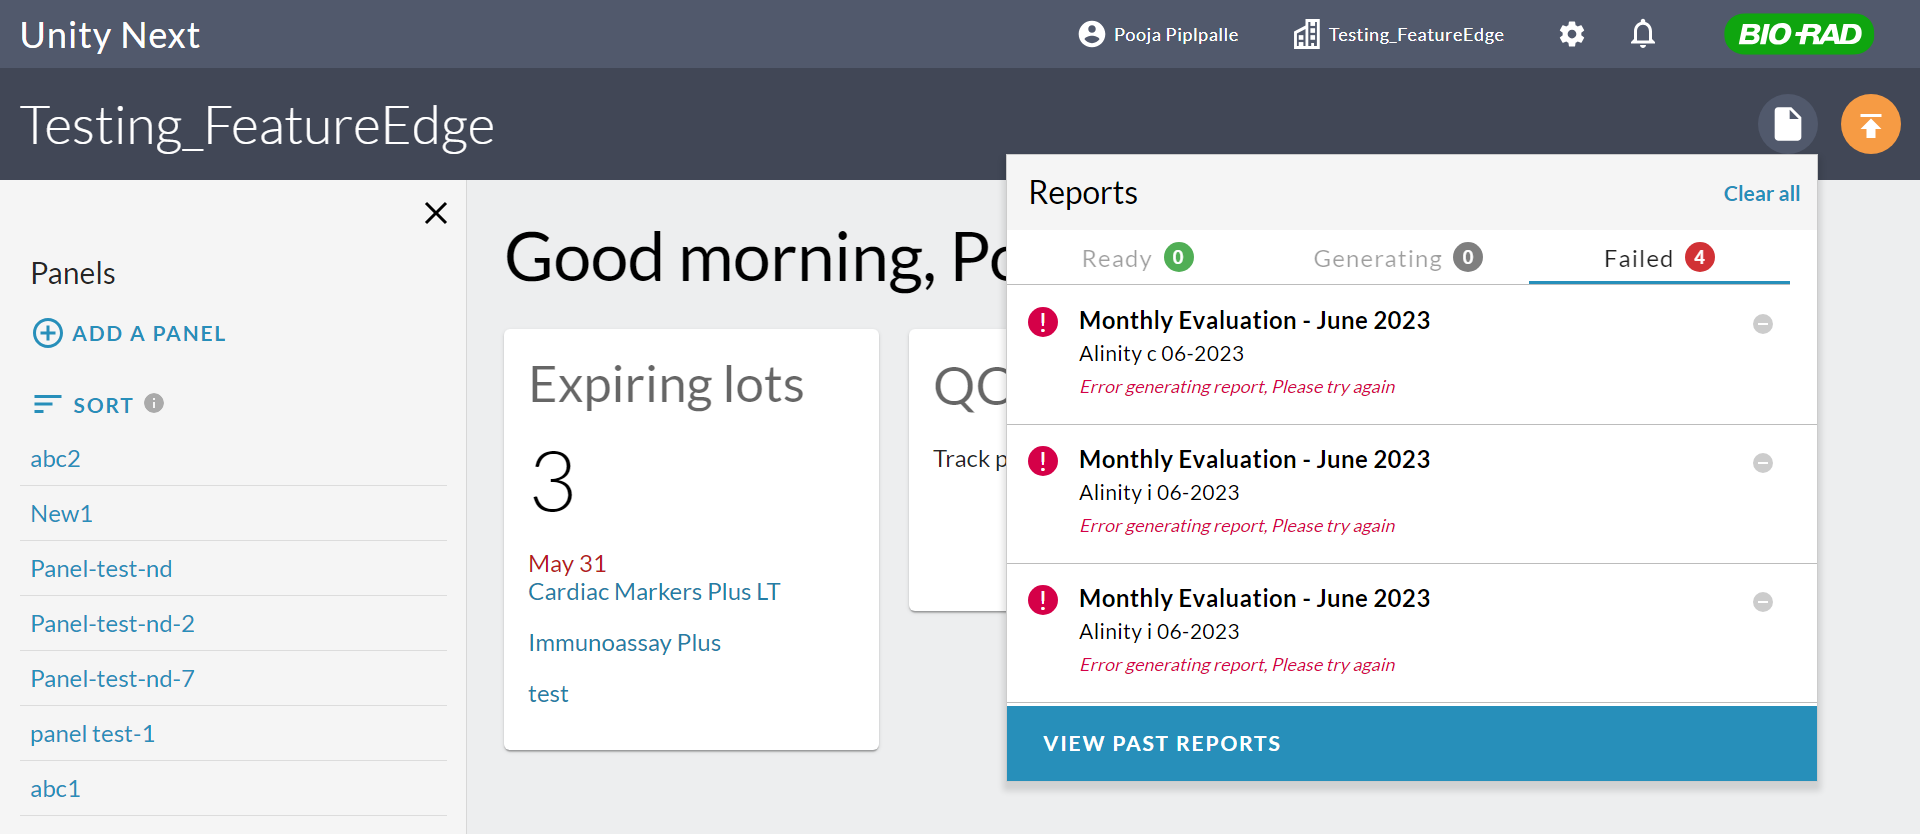 Unity Next
Pooja Piplpalle
Testing_FeatureEdge
BIO-RAD
Testing_FeatureEdge
Panels
ADD A PANEL
SORT
abc2
New1
Panel-test-nd
Panel-test-nd-2
Panel-test-nd-7
panel test-1
abc1
Good morning, Po
Expiring lots
3
May 31
Cardiac Markers Plus LT
Immunoassay Plus
test
QC
Track p
Reports
Clear all
Ready 0
Generating 0
Failed 4
Monthly Evaluation - June 2023
Alinity c 06-2023
Error generating report, Please try again
Monthly Evaluation - June 2023
Alinity i 06-2023
Error generating report, Please try again
Monthly Evaluation - June 2023
Alinity i 06-2023
Error generating report, Please try again
VIEW PAST REPORTS